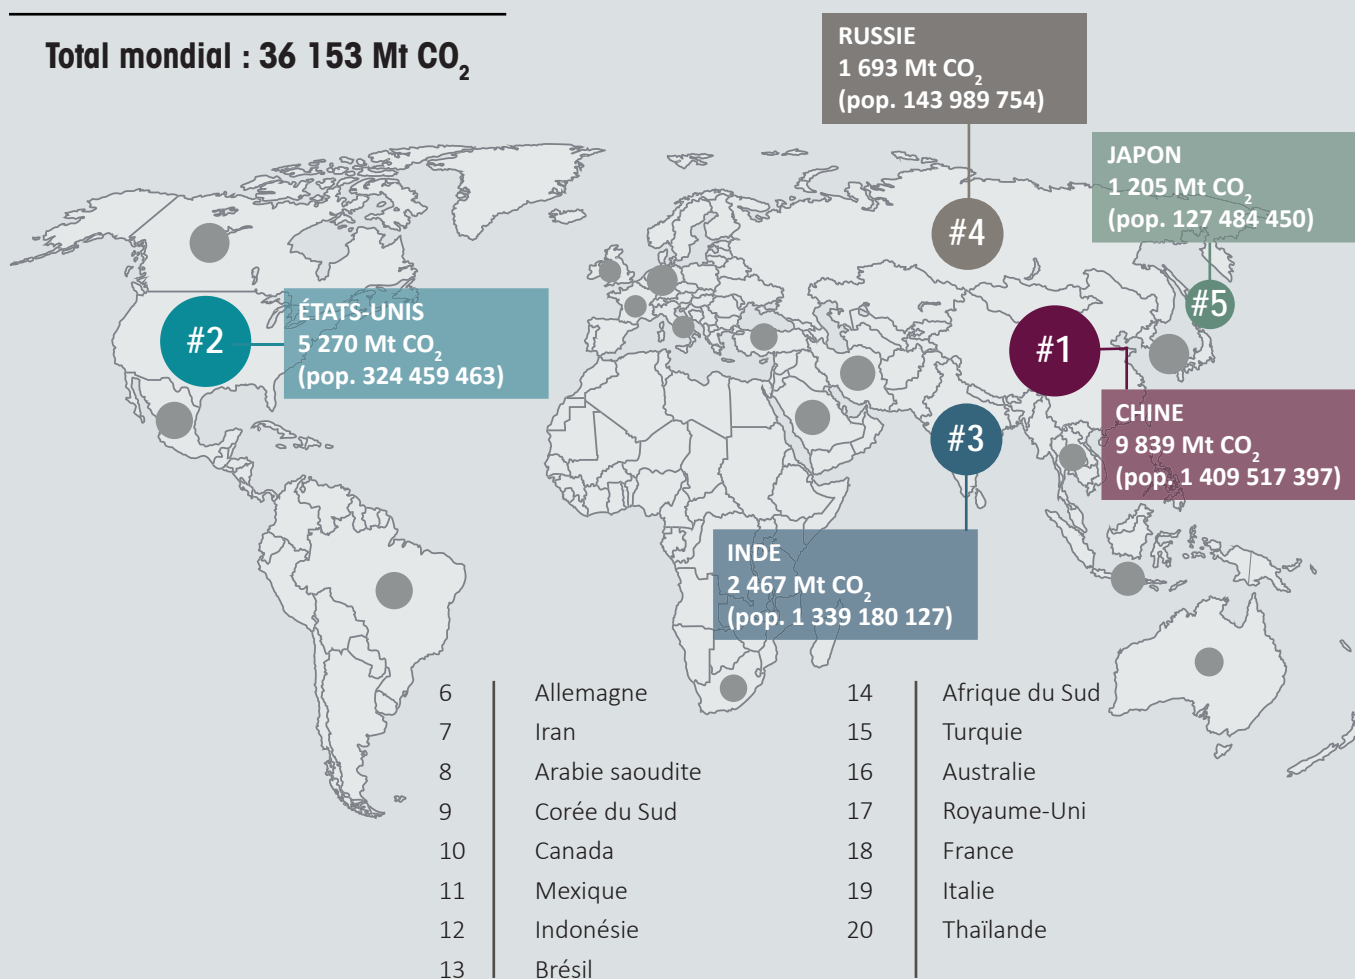 Total mondial : 36 153 Mt CO₂
RUSSIE
1 693 Mt CO₂
(pop. 143 989 754)
JAPON
1 205 Mt CO₂
(pop. 127 484 450)
#4
#5
#2
ÉTATS-UNIS
5 270 Mt CO₂
(pop. 324 459 463)
#1
CHINE
9 839 Mt CO₂
(pop. 1 409 517 397)
#3
INDE
2 467 Mt CO₂
(pop. 1 339 180 127)
6 Allemagne
7 Iran
8 Arabie saoudite
9 Corée du Sud
10 Canada
11 Mexique
12 Indonésie
13 Brésil
14 Afrique du Sud
15 Turquie
16 Australie
17 Royaume-Uni
18 France
19 Italie
20 Thaïlande